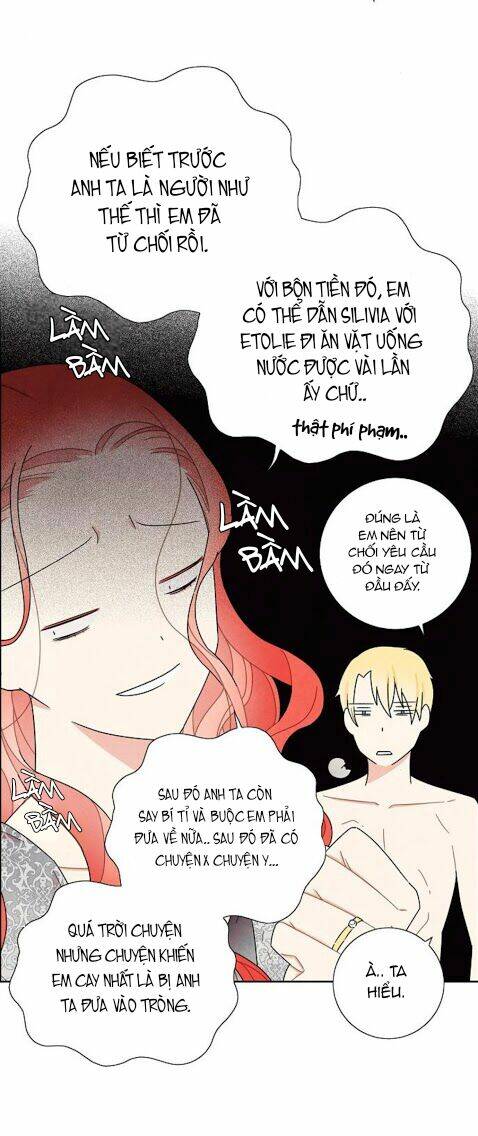 NẾU BIẾT TRƯỚC
ANH TA LÀ NGƯỜI NHƯ
THẾ THÌ EM ĐÃ
TỪ CHỐI RỒI.
VỚI BỘN TIỀN ĐÓ, EM
CÓ THỂ DẪN SILIVIA VỚI
ETOLIE ĐI ĂN VẶT UỐNG
NƯỚC ĐƯỢC VÀI LẦN
ẤY CHỨ..
thật phí phạm..
LẦM
BẦM
LẦM
BẦM
ĐÚNG LÀ
EM NÊN TỪ
CHỐI YÊU CẦU
ĐÓ NGAY TỪ
ĐẦU ĐẤY.
LẦM
BẦM
SAU ĐÓ ANH TA CÒN
SAY BÍ TỈ VÀ BUỘC EM PHẢI
ĐƯA VỀ NỮA.. SAU ĐÓ ĐÃ CÓ
CHUYỆN X CHUYỆN Y...
QUÁ TRỜI CHUYỆN
NHƯNG CHUYỆN KHIẾN
EM CAY NHẤT LÀ BỊ ANH
TA ĐƯA VÀO TRÒNG.
À.. TA
HIỂU.